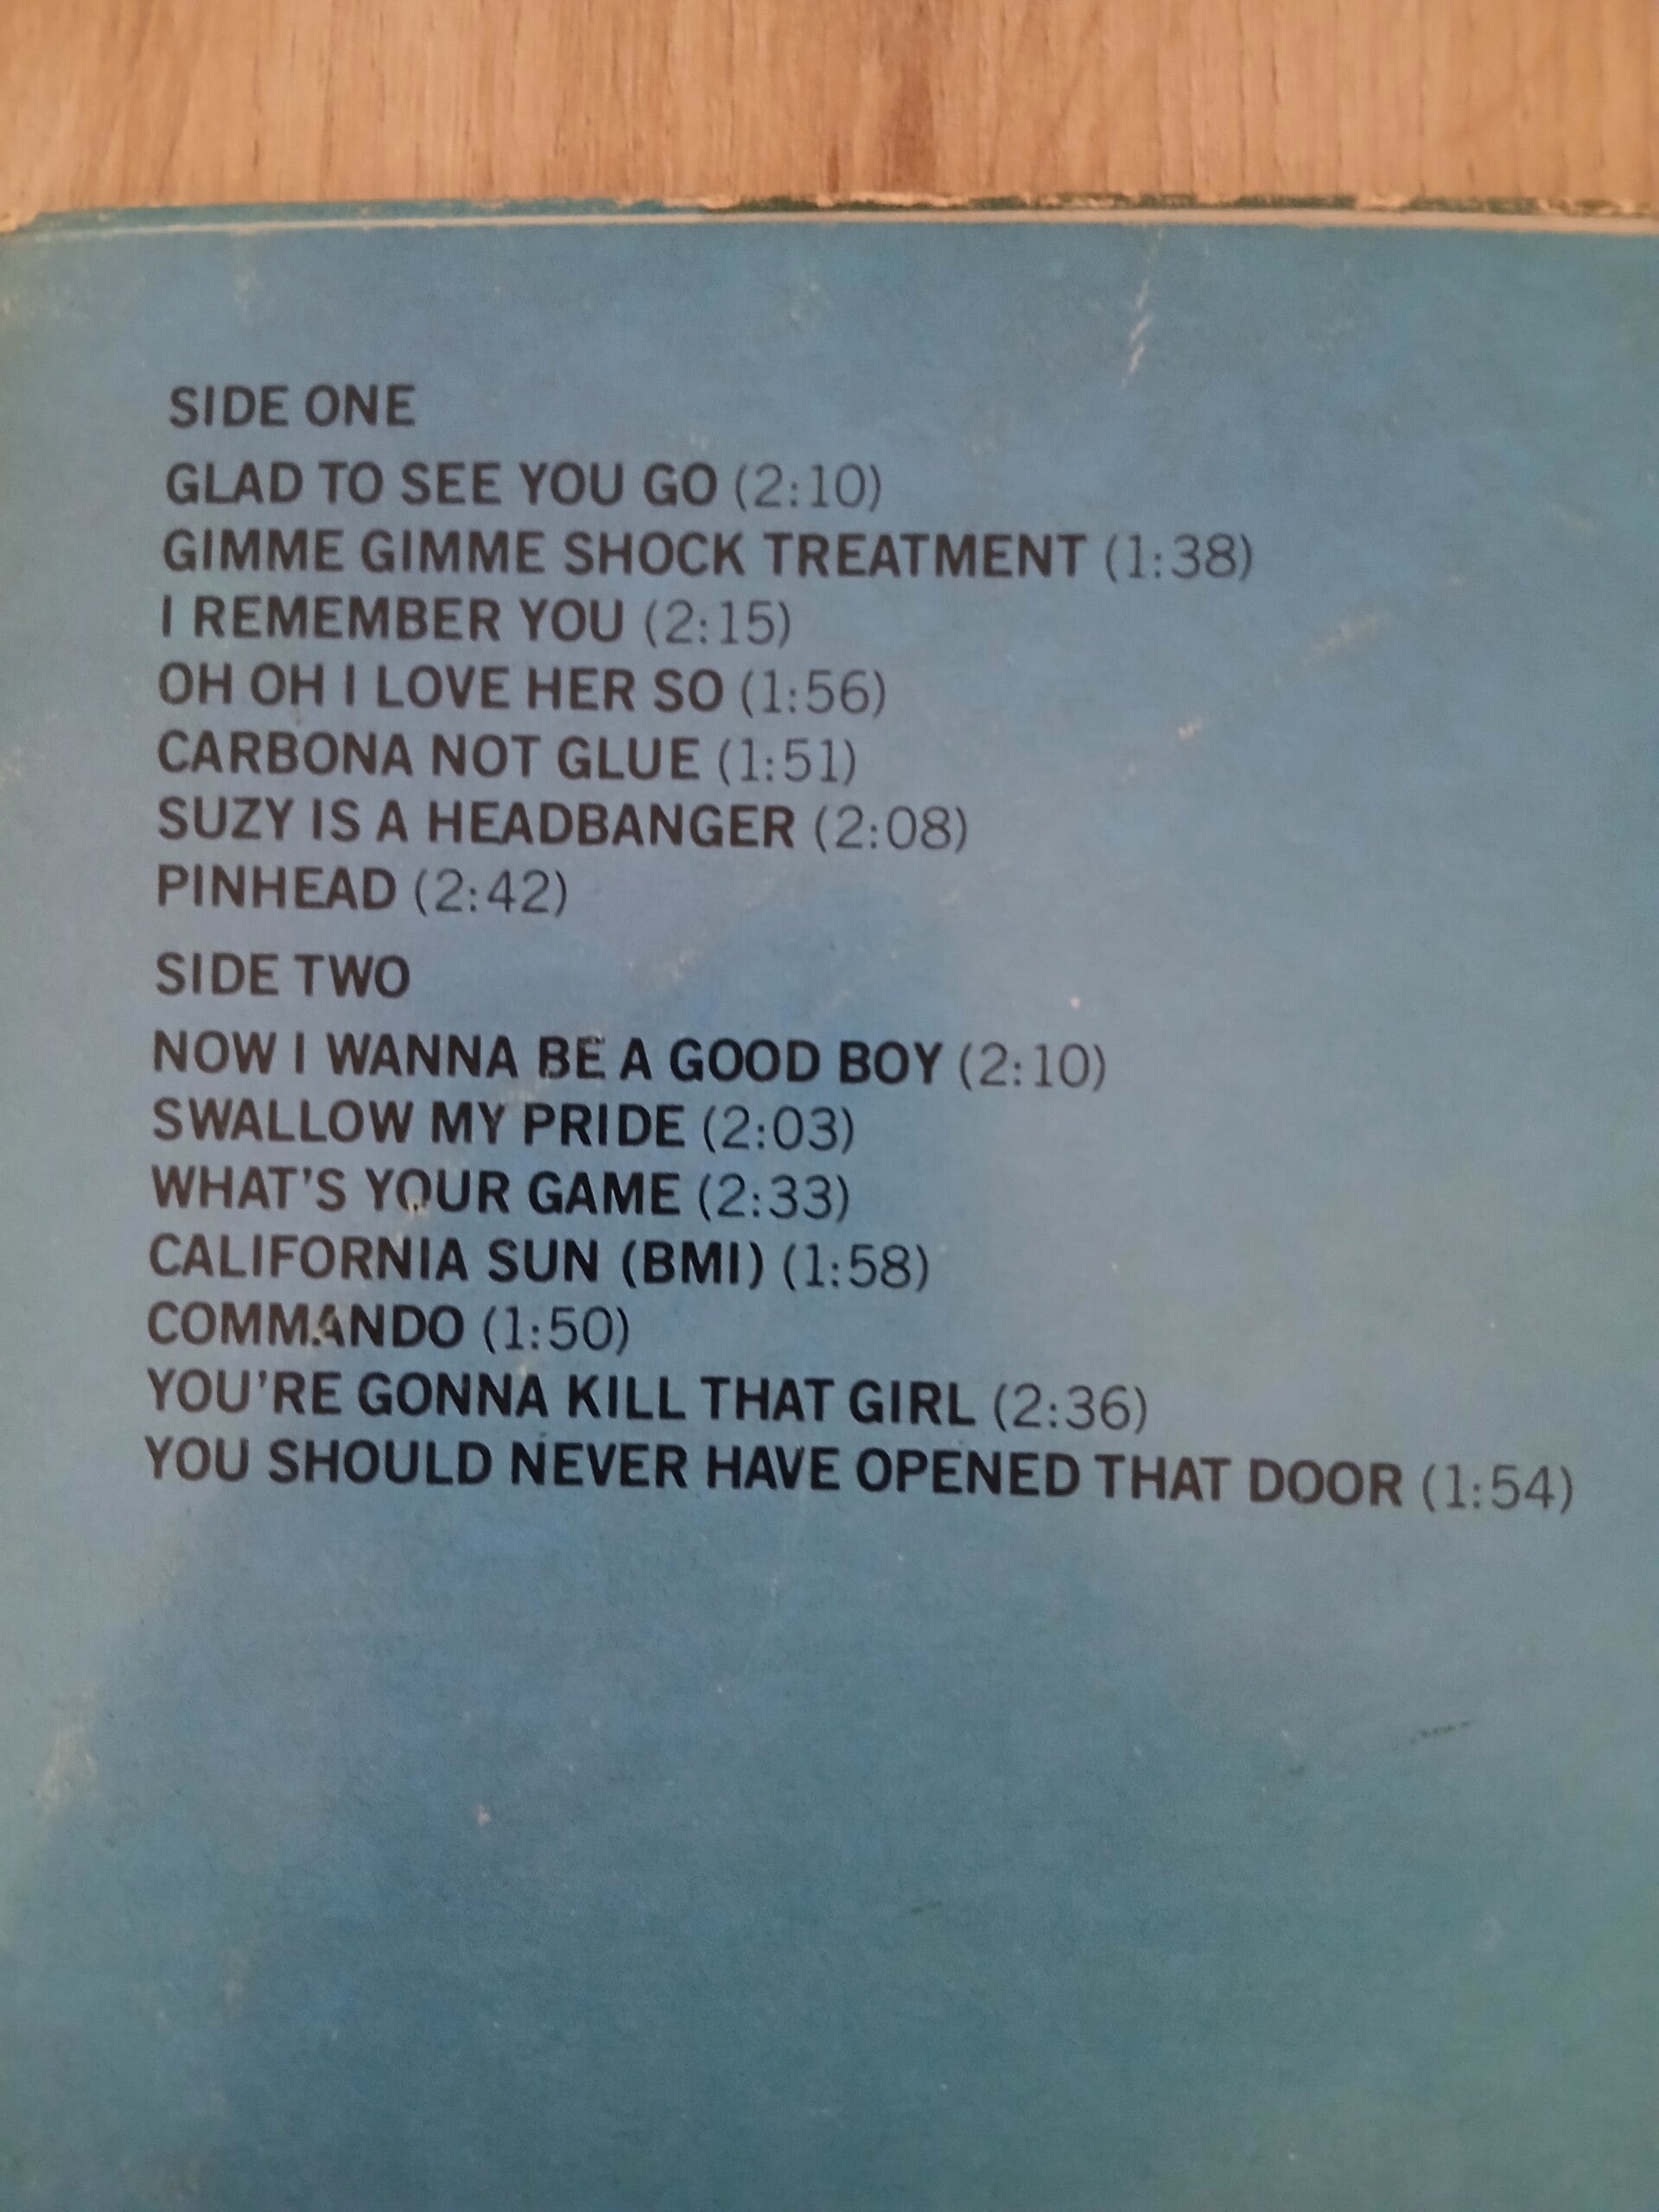 SIDE ONE
GLAD TO SEE YOU GO (2:10)
GIMME GIMME SHOCK TREATMENT (1:38)
I REMEMBER YOU (2:15)
OH OH I LOVE HER SO (1:56)
CARBONA NOT GLUE (1:51)
SUZY IS A HEADBANGER (2:08)
PINHEAD (2:42)
SIDE TWO
NOW I WANNA BE A GOOD BOY (2:10)
SWALLOW MY PRIDE (2:03)
WHAT'S YOUR GAME (2:33)
CALIFORNIA SUN (BMI) (1:58)
COMMANDO (1:50)
YOU'RE GONNA KILL THAT GIRL (2:36)
YOU SHOULD NEVER HAVE OPENED THAT DOOR (1:54)